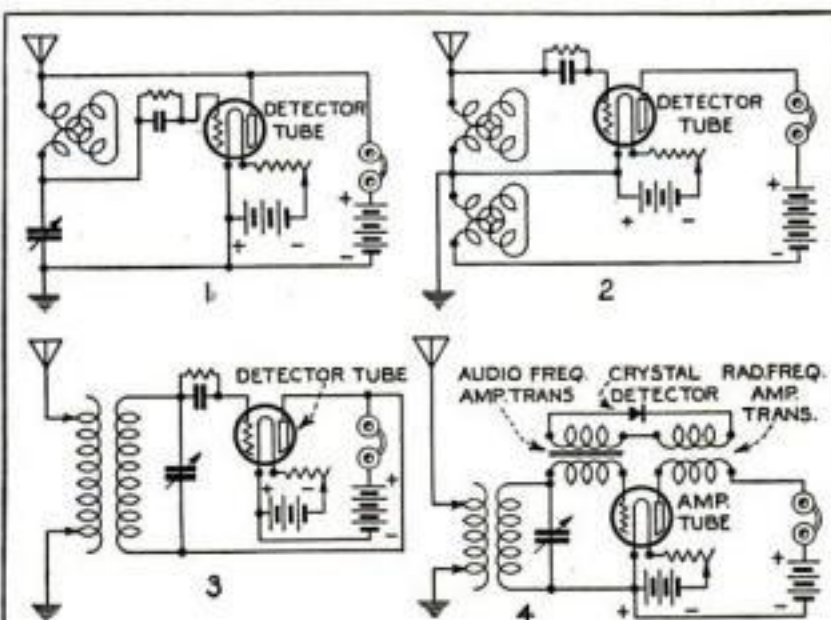 DETECTOR
TUBE
+
-
+
-
1
DETECTOR
TUBE
+
-
+
-
2
DETECTOR TUBE
+
-
+
-
3
AUDIO FREQ.
AMP. TRANS
CRYSTAL
DETECTOR
RAD. FREQ.
AMP.
TRANS.
AMP.
TUBE
+
-
+
-
4